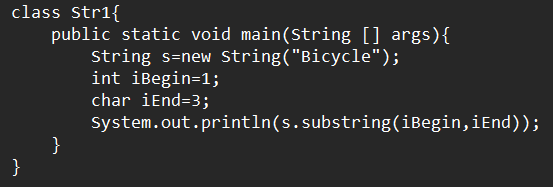 class Str1{
    public static void main(String [] args){
        String s=new String("Bicycle");
        int iBegin=1;
        char iEnd=3;
        System.out.println(s.substring(iBegin,iEnd));
    }
}